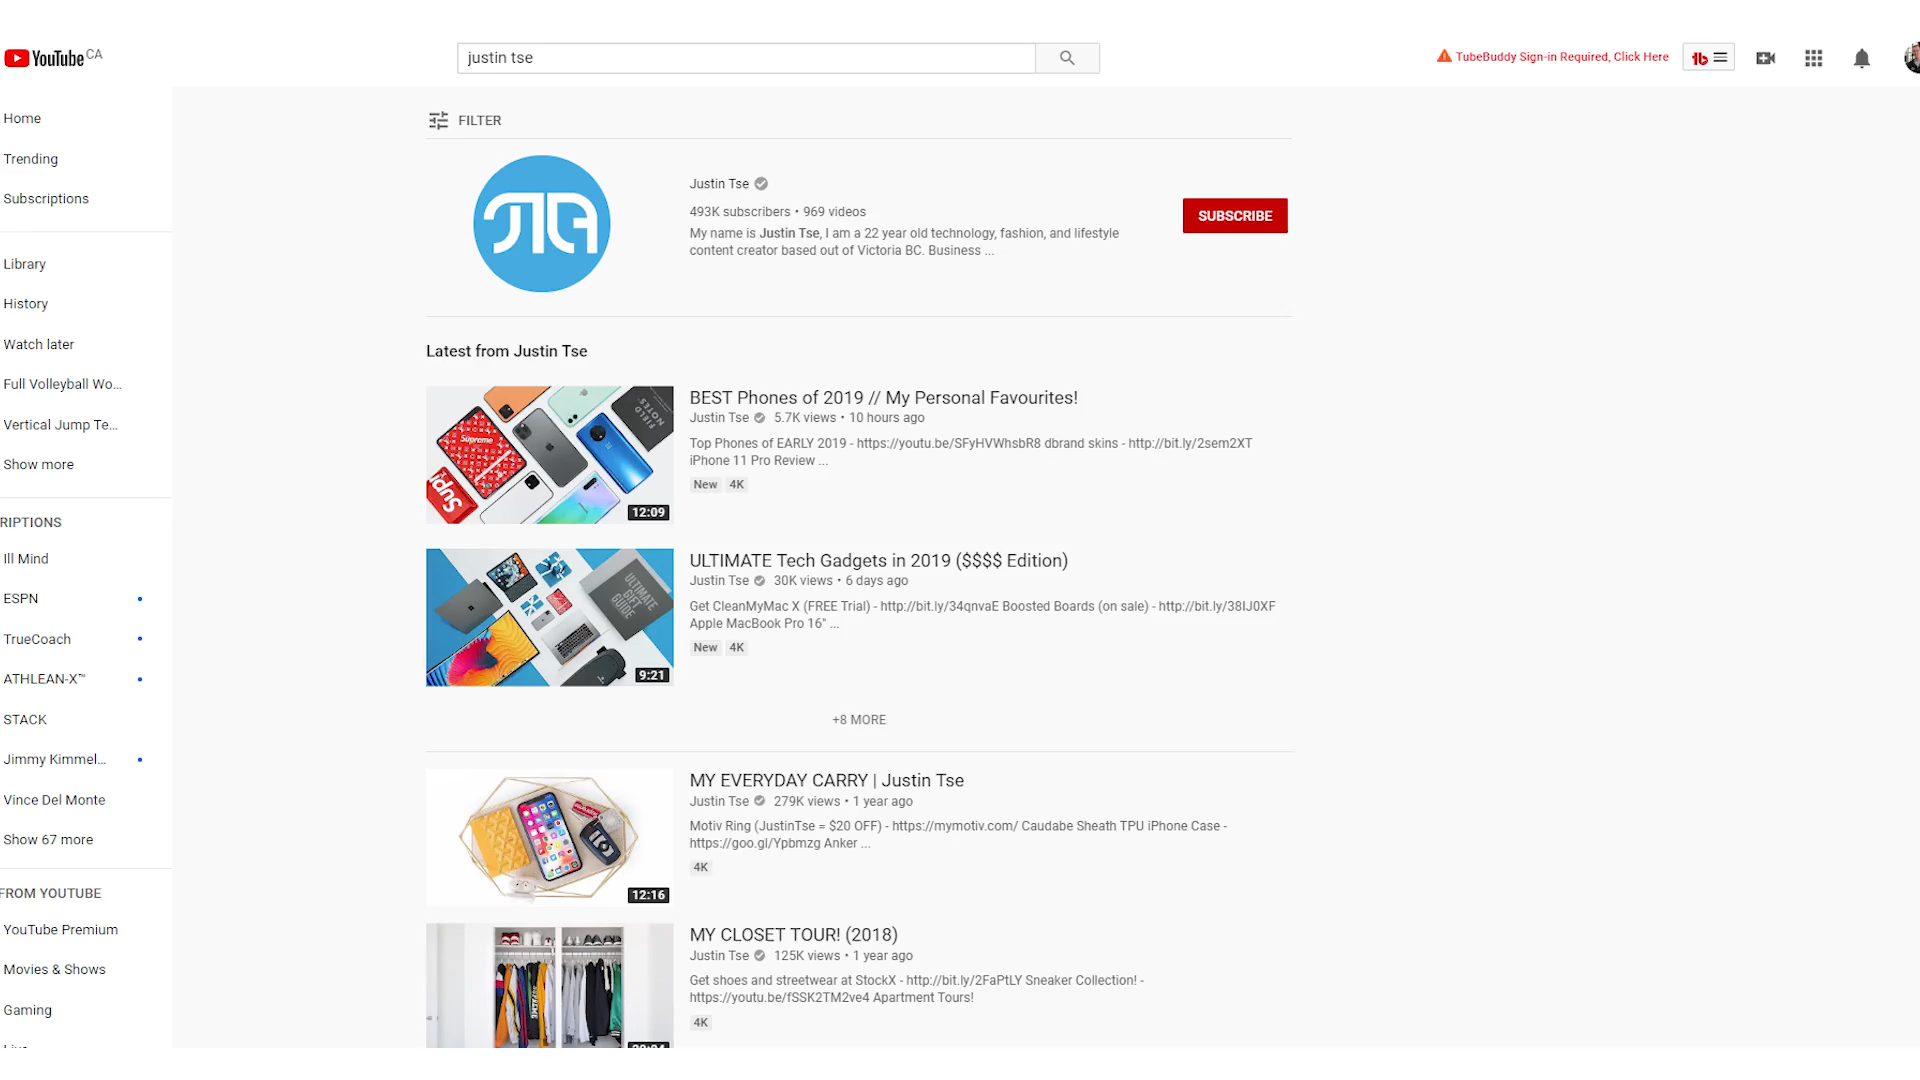 YouTube CA
justin tse
TubeBuddy Sign-in Required, Click Here
Home
Trending
Subscriptions
Library
History
Watch later
Full Volleyball Wo...
Vertical Jump Te...
Show more
RIPTIONS
Ill Mind
ESPN
TrueCoach
ATHLEAN-X™
STACK
Jimmy Kimmel...
Vince Del Monte
Show 67 more
FROM YOUTUBE
YouTube Premium
Movies & Shows
Gaming
FILTER
Justin Tse
493K subscribers • 969 videos
My name is Justin Tse, I am a 22 year old technology, fashion, and lifestyle
content creator based out of Victoria BC. Business ...
SUBSCRIBE
Latest from Justin Tse
Supreme
FIELD
NOTES
12:09
BEST Phones of 2019 // My Personal Favourites!
Justin Tse 5.7K views • 10 hours ago
Top Phones of EARLY 2019 - https://youtu.be/SFyHVWhsbR8 dbrand skins - http://bit.ly/2sem2XT
iPhone 11 Pro Review ...
New 4K
ULTIMATE
GIFT
GUIDE
9:21
ULTIMATE Tech Gadgets in 2019 ($$$$ Edition)
Justin Tse 30K views • 6 days ago
Get CleanMyMac X (FREE Trial) - http://bit.ly/34qnvaE Boosted Boards (on sale) - http://bit.ly/38IJ0XF
Apple MacBook Pro 16" ...
New 4K
+8 MORE
12:16
MY EVERYDAY CARRY | Justin Tse
Justin Tse 279K views • 1 year ago
Motiv Ring (JustinTse = $20 OFF) - https://mymotiv.com/ Caudabe Sheath TPU iPhone Case -
https://goo.gl/Ypbmzg Anker ...
4K
MY CLOSET TOUR! (2018)
Justin Tse 125K views • 1 year ago
Get shoes and streetwear at StockX - http://bit.ly/2FaPtLY Sneaker Collection! -
https://youtu.be/fSSK2TM2ve4 Apartment Tours!
4K